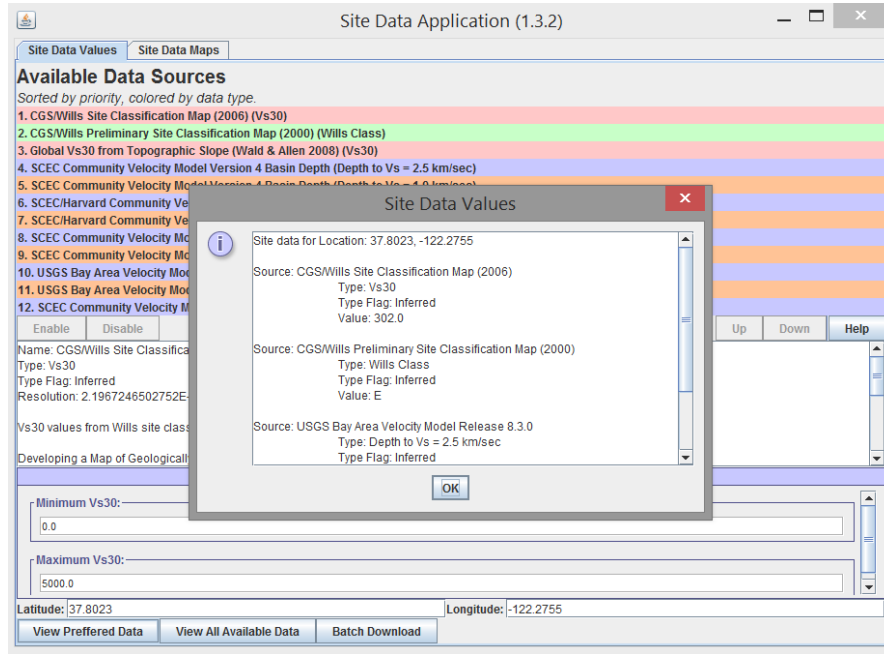 Site Data Application (1.3.2)
Site Data Values
Site Data Maps
Available Data Sources
Sorted by priority, colored by data type.
1. CGS/Wills Site Classification Map (2006) (Vs30)
2. CGS/Wills Preliminary Site Classification Map (2000) (Wills Class)
3. Global Vs30 from Topographic Slope (Wald & Allen 2008) (Vs30)
4. SCEC Community Velocity Model Version 4 Basin Depth (Depth to Vs = 2.5 km/sec)
5. SCEC Community Velocity Model Version 4 Basin Depth (Depth to Vs = 1.0 km/sec)
6. SCEC/Harvard Community Ve
7. SCEC/Harvard Community Ve
8. SCEC Community Velocity Mo
9. SCEC Community Velocity Mo
10. USGS Bay Area Velocity Mod
11. USGS Bay Area Velocity Mod
12. SCEC Community Velocity M
Enable
Disable
Up
Down
Help
Name: CGS/Wills Site Classifica
Type: Vs30
Type Flag: Inferred
Resolution: 2.1967246502752E-
Vs30 values from Wills site class
Developing a Map of Geologicall
Site Data Values
Site data for Location: 37.8023, -122.2755
Source: CGS/Wills Site Classification Map (2006)
Type: Vs30
Type Flag: Inferred
Value: 302.0
Source: CGS/Wills Preliminary Site Classification Map (2000)
Type: Wills Class
Type Flag: Inferred
Value: E
Source: USGS Bay Area Velocity Model Release 8.3.0
Type: Depth to Vs = 2.5 km/sec
Type Flag: Inferred
OK
Minimum Vs30:
0.0
Maximum Vs30:
5000.0
Latitude: 37.8023
Longitude: -122.2755
View Preffered Data
View All Available Data
Batch Download